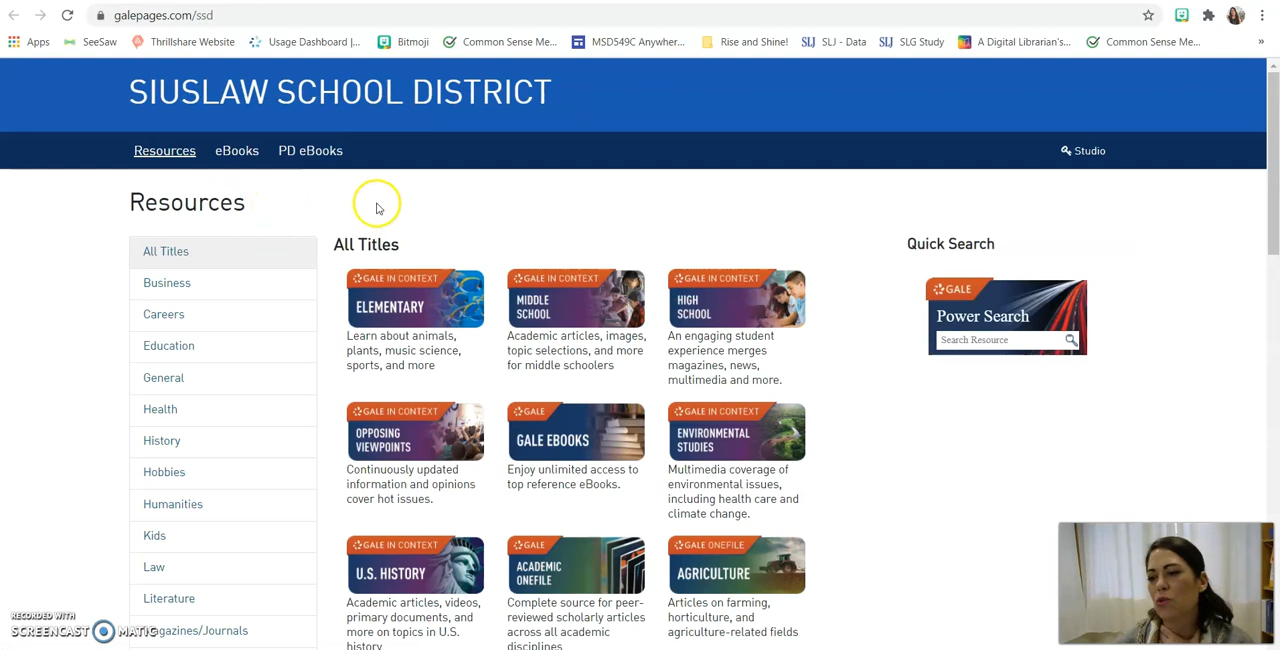 galepages.com/ssd
Apps SeeSaw Thrillshare Website Usage Dashboard |... Bitmoji Common Sense Me... MSD549C Anywher... Rise and Shine! SLJ SLJ - Data SLJ SLG Study A Digital Librarian's... Common Sense Me... »
SIUSLAW SCHOOL DISTRICT
Resources eBooks PD eBooks Studio
Resources
All Titles
Business
Careers
Education
General
Health
History
Hobbies
Humanities
Kids
Law
Literature
agazines/Journals
All Titles
GALE IN CONTEXT
ELEMENTARY
Learn about animals,
plants, music science,
sports, and more
GALE IN CONTEXT
MIDDLE
SCHOOL
Academic articles, images,
topic selections, and more
for middle schoolers
GALE IN CONTEXT
HIGH
SCHOOL
An engaging student
experience merges
magazines, news,
multimedia and more.
GALE IN CONTEXT
OPPOSING
VIEWPOINTS
Continuously updated
information and opinions
cover hot issues.
GALE
GALE EBOOKS
Enjoy unlimited access to
top reference eBooks.
GALE IN CONTEXT
ENVIRONMENTAL
STUDIES
Multimedia coverage of
environmental issues,
including health care and
climate change.
GALE IN CONTEXT
U.S. HISTORY
Academic articles, videos,
primary documents, and
more on topics in U.S.
history
GALE
ACADEMIC
ONEFILE
Complete source for peer-
reviewed scholarly articles
across all academic
disciplines
GALE ONEFILE
AGRICULTURE
Articles on farming,
horticulture, and
agriculture-related fields
Quick Search
GALE
Power Search
Search Resource
RECORDED WITH
SCREENCAST MATIC